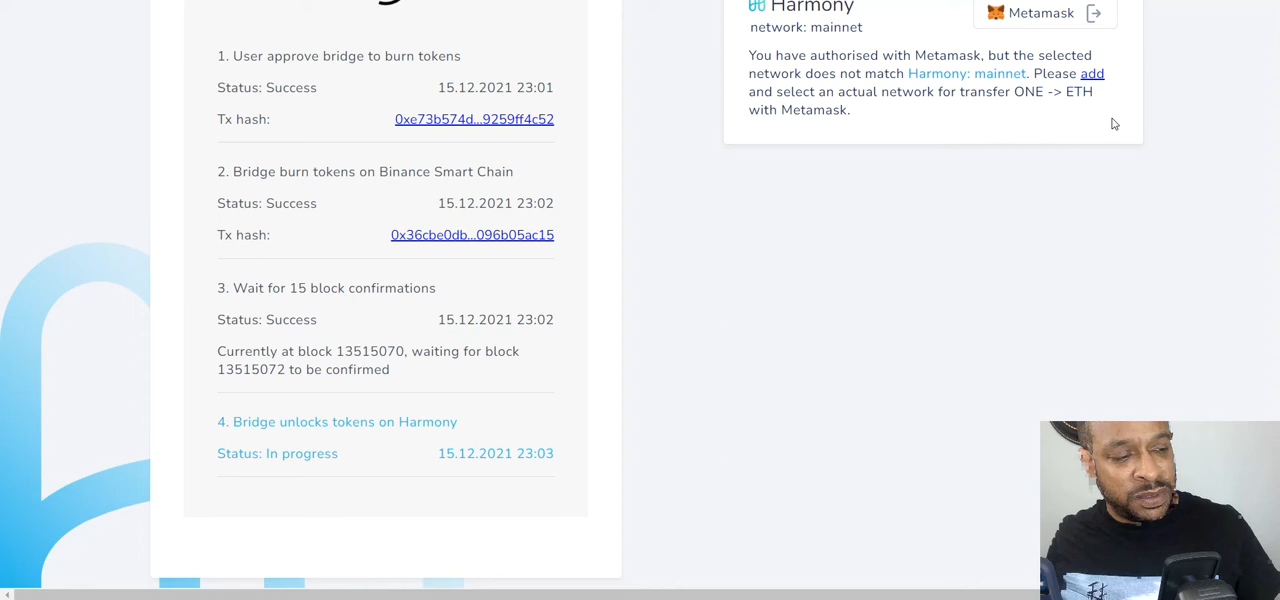 1. User approve bridge to burn tokens
Status: Success 15.12.2021 23:01
Tx hash: 0xe73b574d...9259ff4c52
2. Bridge burn tokens on Binance Smart Chain
Status: Success 15.12.2021 23:02
Tx hash: 0x36cbe0db...096b05ac15
3. Wait for 15 block confirmations
Status: Success 15.12.2021 23:02
Currently at block 13515070, waiting for block
13515072 to be confirmed
4. Bridge unlocks tokens on Harmony
Status: In progress 15.12.2021 23:03
Harmony
network: mainnet
Metamask
You have authorised with Metamask, but the selected
network does not match Harmony: mainnet. Please add
and select an actual network for transfer ONE -> ETH
with Metamask.